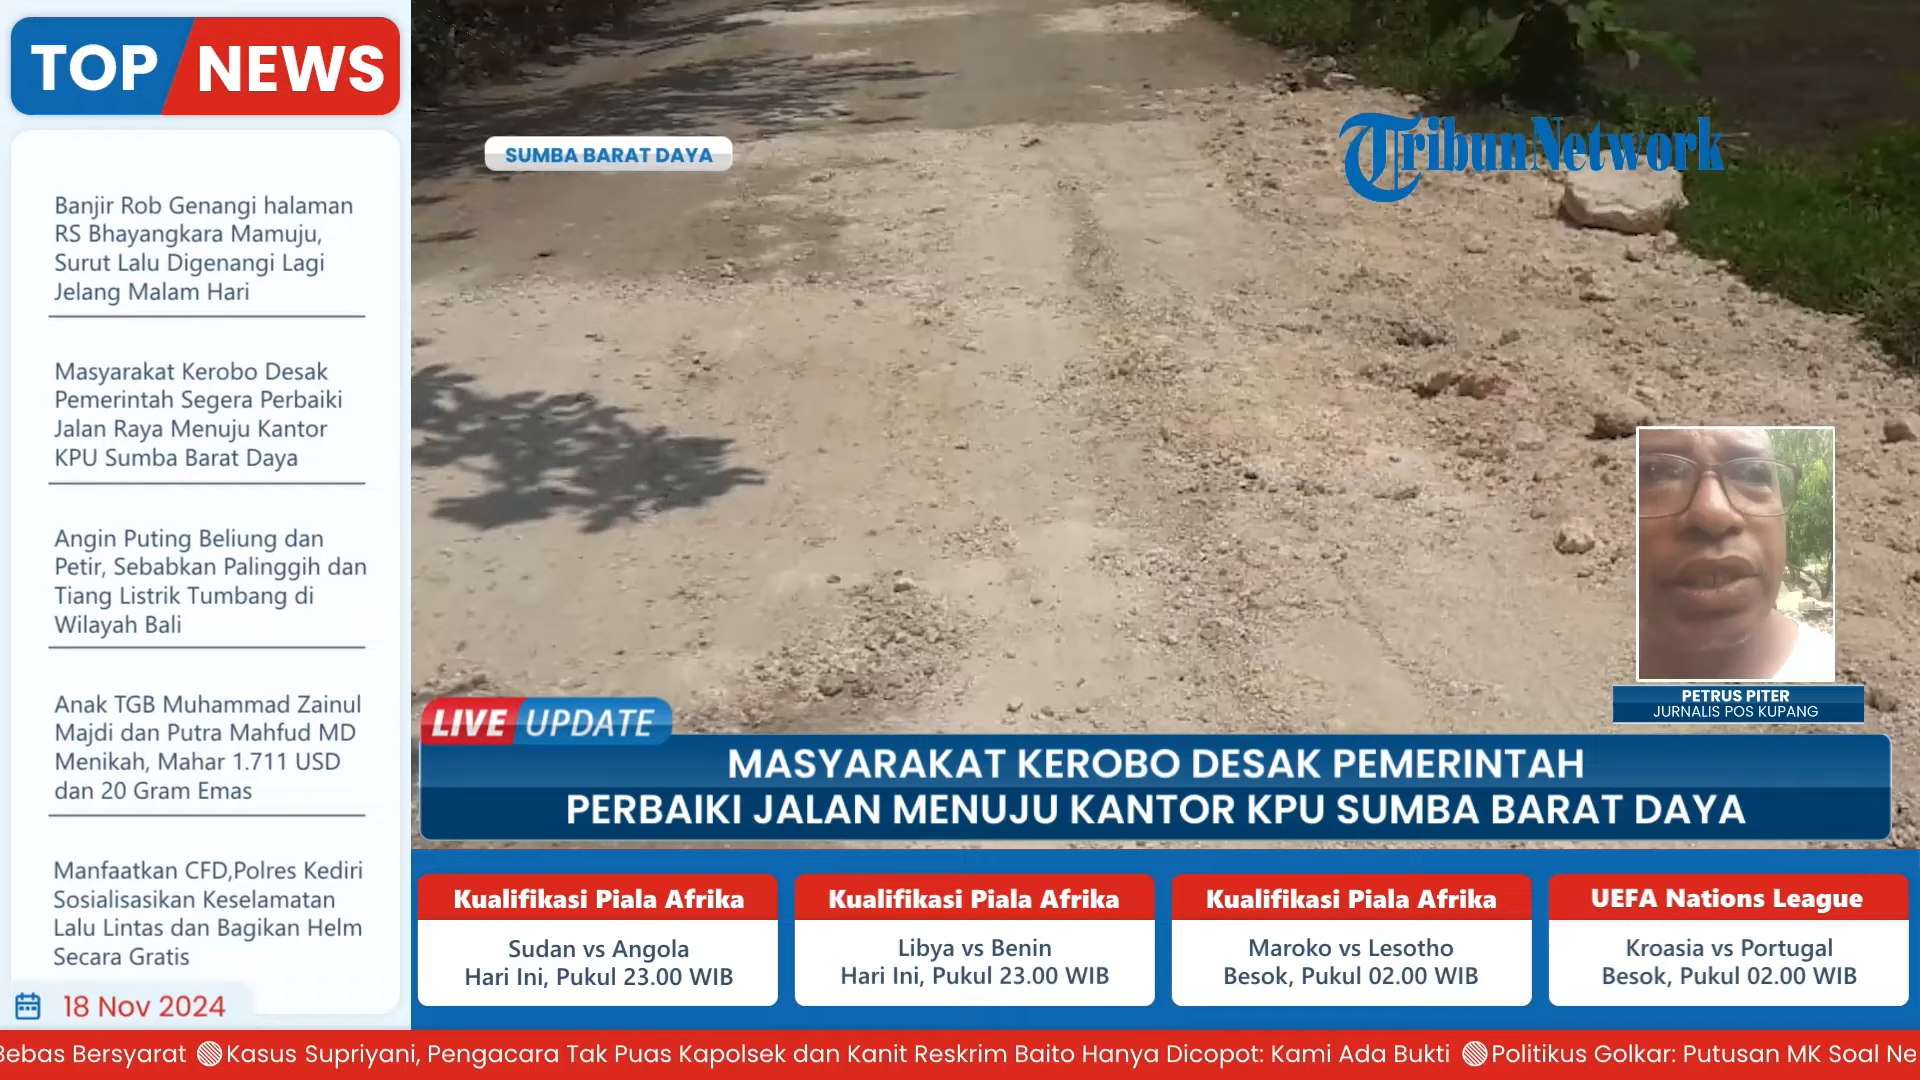 TOP NEWS
Banjir Rob Genangi halaman
RS Bhayangkara Mamuju,
Surut Lalu Digenangi Lagi
Jelang Malam Hari
Masyarakat Kerobo Desak
Pemerintah Segera Perbaiki
Jalan Raya Menuju Kantor
KPU Sumba Barat Daya
Angin Puting Beliung dan
Petir, Sebabkan Palinggih dan
Tiang Listrik Tumbang di
Wilayah Bali
Anak TGB Muhammad Zainul
Majdi dan Putra Mahfud MD
Menikah, Mahar 1.711 USD
dan 20 Gram Emas
Manfaatkan CFD,Polres Kediri
Sosialisasikan Keselamatan
Lalu Lintas dan Bagikan Helm
Secara Gratis
18 Nov 2024
SUMBA BARAT DAYA
TribunNetwork
PETRUS PITER
JURNALIS POS KUPANG
LIVE UPDATE
MASYARAKAT KEROBO DESAK PEMERINTAH
PERBAIKI JALAN MENUJU KANTOR KPU SUMBA BARAT DAYA
Kualifikasi Piala Afrika
Sudan vs Angola
Hari Ini, Pukul 23.00 WIB
Kualifikasi Piala Afrika
Libya vs Benin
Hari Ini, Pukul 23.00 WIB
Kualifikasi Piala Afrika
Maroko vs Lesotho
Besok, Pukul 02.00 WIB
UEFA Nations League
Kroasia vs Portugal
Besok, Pukul 02.00 WIB
Bebas Bersyarat Kasus Supriyani, Pengacara Tak Puas Kapolsek dan Kanit Reskrim Baito Hanya Dicopot: Kami Ada Bukti Politikus Golkar: Putusan MK Soal Ne